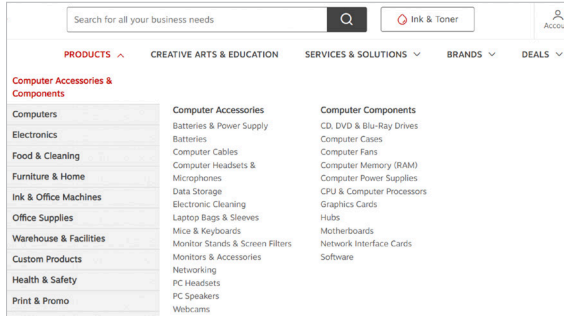 Search for all your business needs
Ink & Toner
PRODUCTS
CREATIVE ARTS & EDUCATION
SERVICES & SOLUTIONS
BRANDS
DEALS
Computer Accessories &
Components
Computers
Electronics
Food & Cleaning
Furniture & Home
Ink & Office Machines
Office Supplies
Warehouse & Facilities
Custom Products
Health & Safety
Print & Promo
Computer Accessories
Batteries & Power Supply
Batteries
Computer Cables
Computer Headsets &
Microphones
Data Storage
Electronic Cleaning
Laptop Bags & Sleeves
Mice & Keyboards
Monitor Stands & Screen Filters
Monitors & Accessories
Networking
PC Headsets
PC Speakers
Webcams
Computer Components
CD, DVD & Blu-Ray Drives
Computer Cases
Computer Fans
Computer Memory (RAM)
Computer Power Supplies
CPU & Computer Processors
Graphics Cards
Hubs
Motherboards
Network Interface Cards
Software